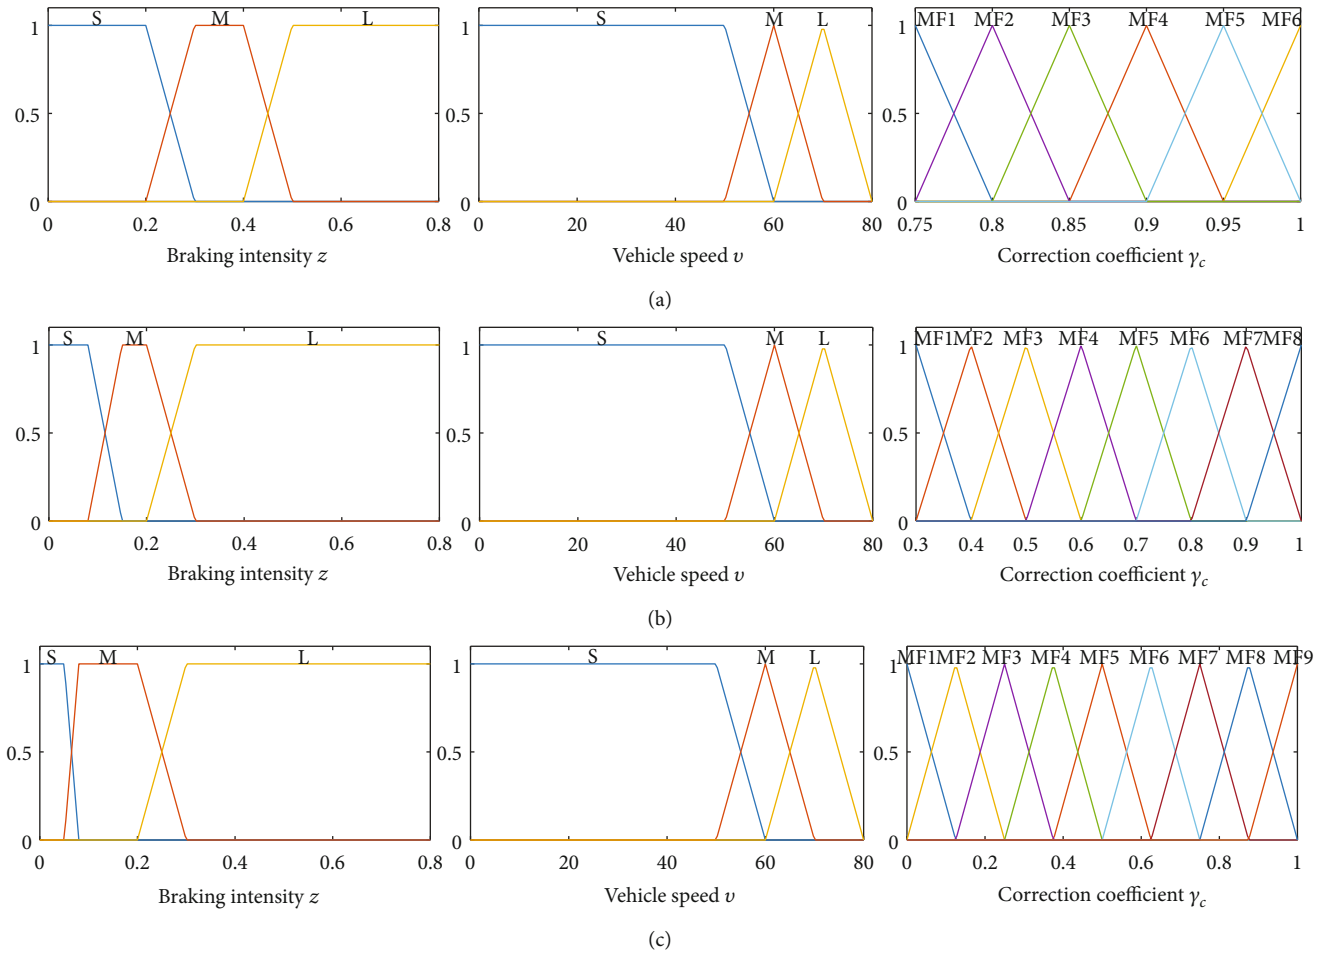 S M L S M L MF1 MF2 MF3 MF4 MF5 MF6
1 1 1
0.5 0.5 0.5
0 0 0
0 0.2 0.4 0.6 0.8 0 20 40 60 80 0.75 0.8 0.85 0.9 0.95 1
Braking intensity z Vehicle speed υ Correction coefficient γc
(a)
S M L S M L MF1 MF2 MF3 MF4 MF5 MF6 MF7 MF8
1 1 1
0.5 0.5 0.5
0 0 0
0 0.2 0.4 0.6 0.8 0 20 40 60 80 0.3 0.4 0.5 0.6 0.7 0.8 0.9 1
Braking intensity z Vehicle speed υ Correction coefficient γc
(b)
S M L S M L MF1 MF2 MF3 MF4 MF5 MF6 MF7 MF8 MF9
1 1 1
0.5 0.5 0.5
0 0 0
0 0.2 0.4 0.6 0.8 0 20 40 60 80 0 0.2 0.4 0.6 0.8 1
Braking intensity z Vehicle speed υ Correction coefficient γc
(c)